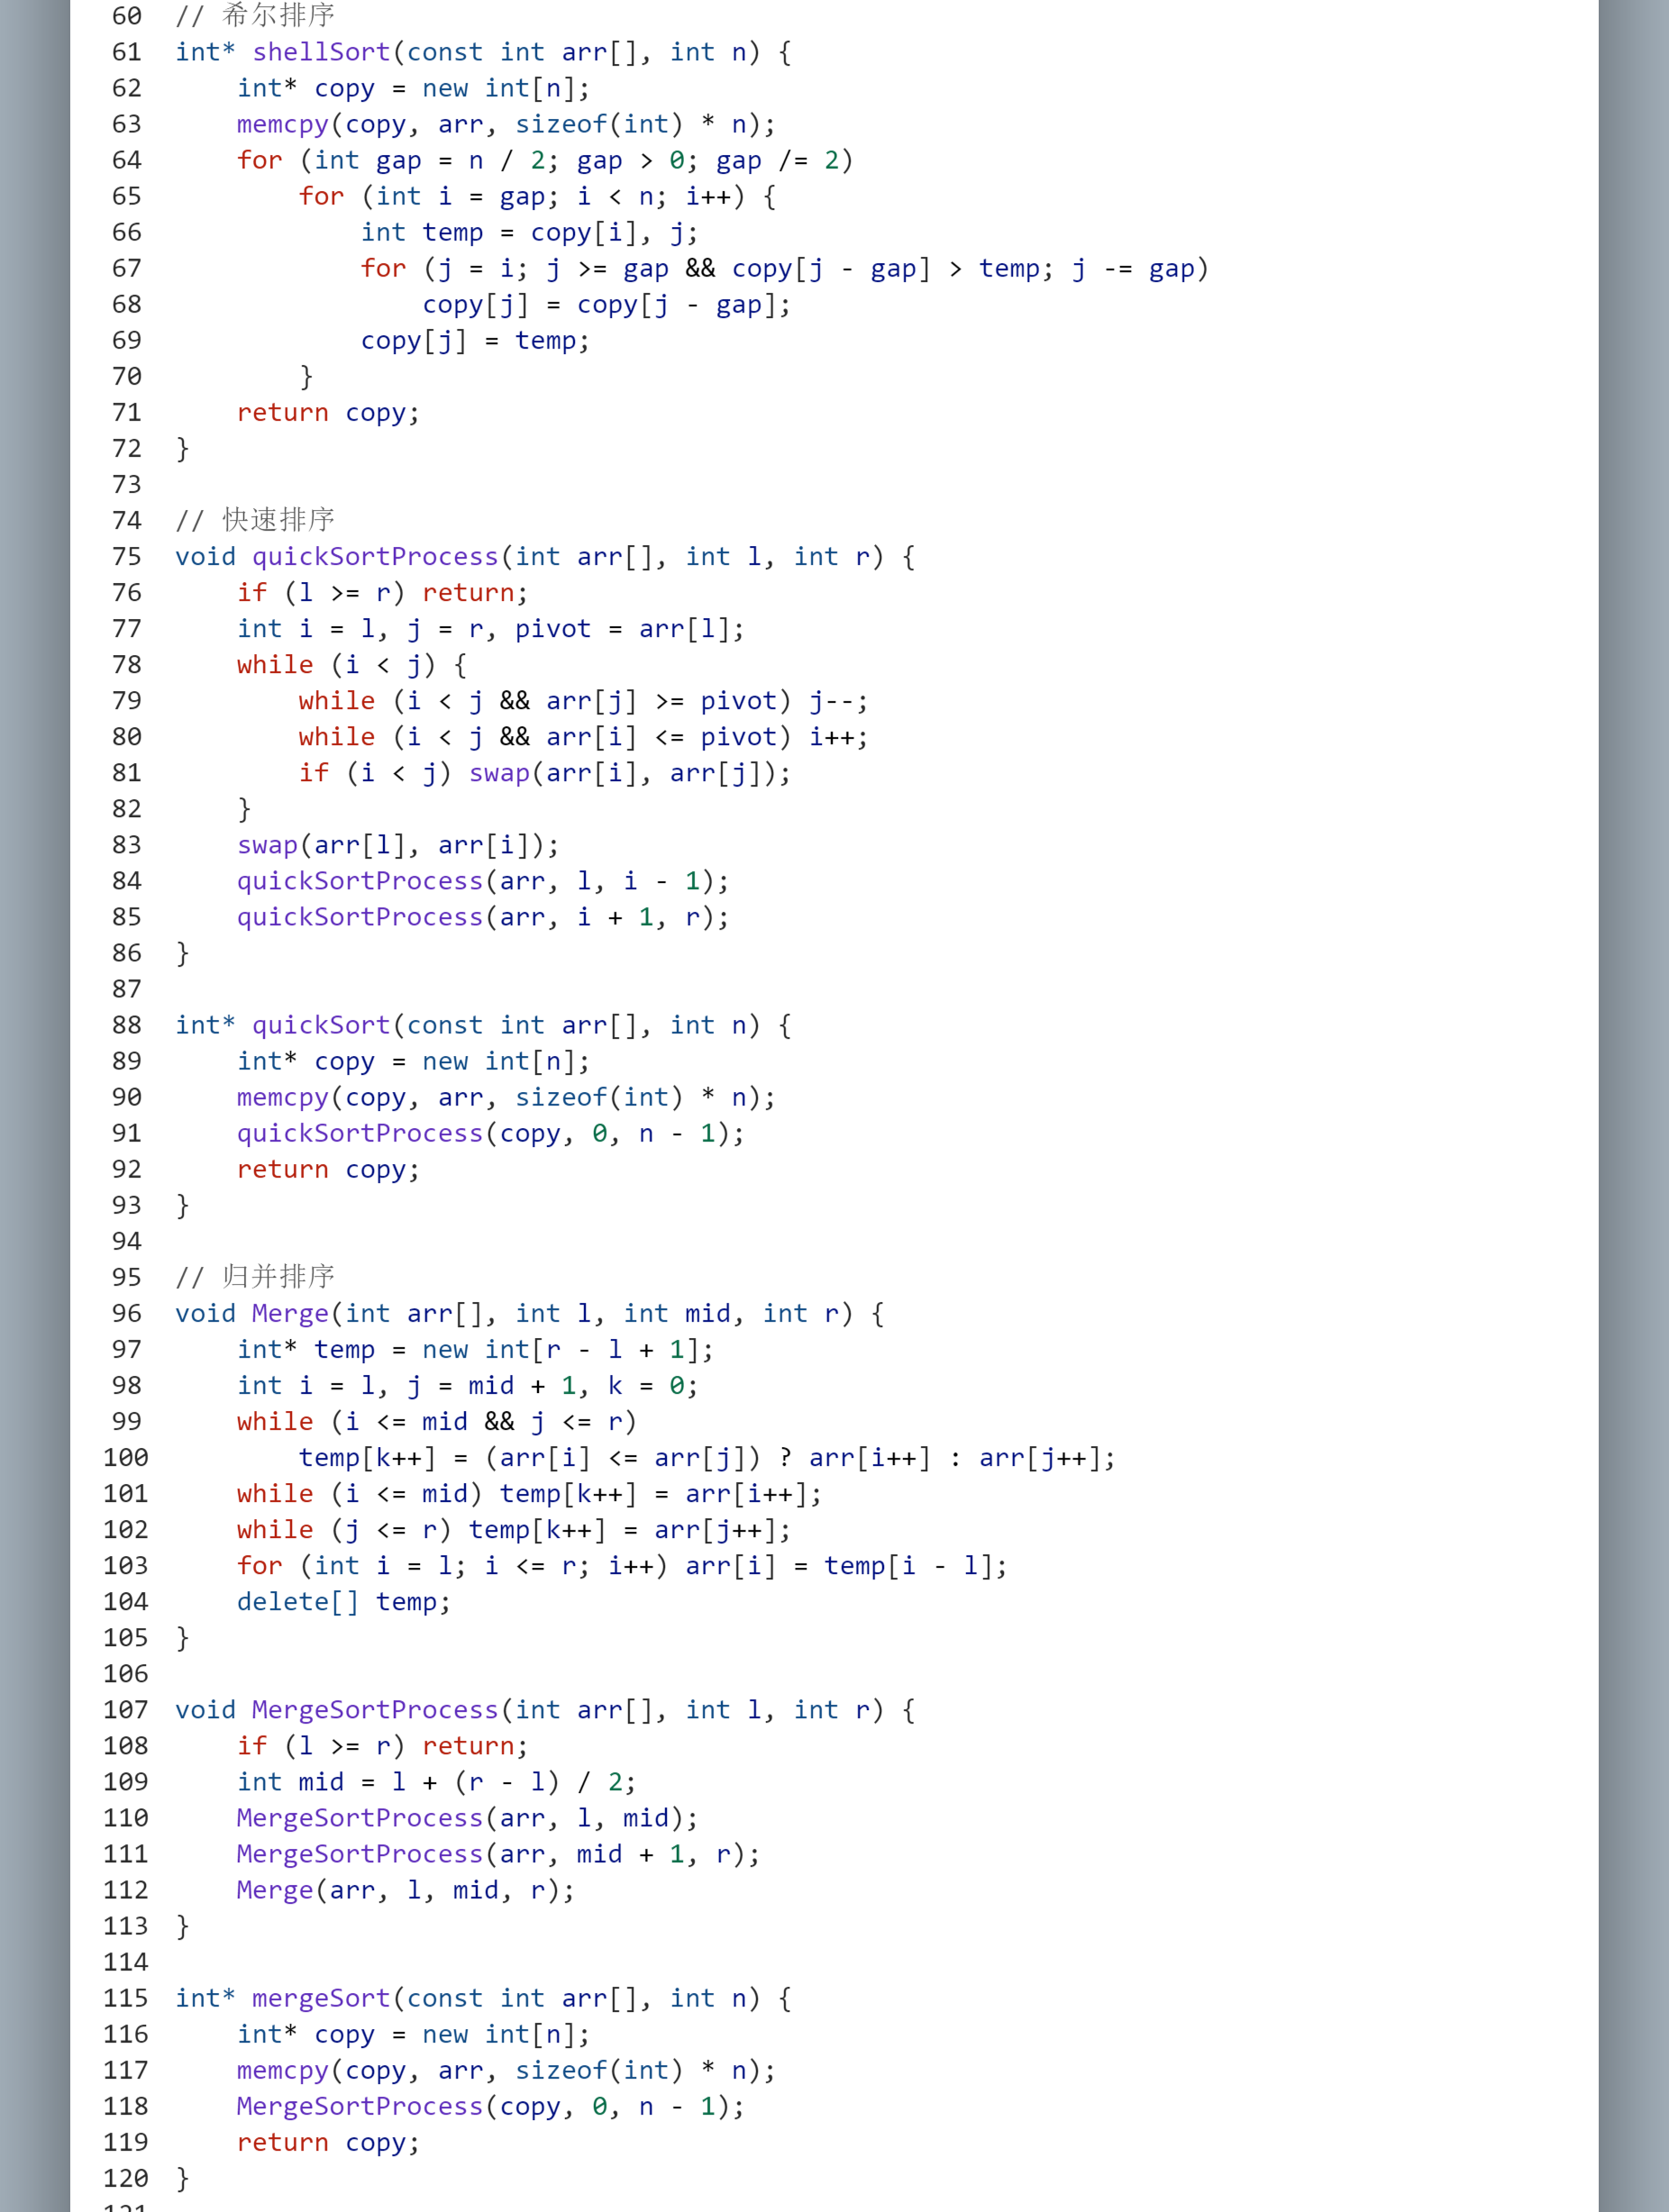 60 // 希尔排序
61 int* shellSort(const int arr[], int n) {
62     int* copy = new int[n];
63     memcpy(copy, arr, sizeof(int) * n);
64     for (int gap = n / 2; gap > 0; gap /= 2)
65         for (int i = gap; i < n; i++) {
66             int temp = copy[i], j;
67             for (j = i; j >= gap && copy[j - gap] > temp; j -= gap)
68                 copy[j] = copy[j - gap];
69             copy[j] = temp;
70         }
71     return copy;
72 }
73
74 // 快速排序
75 void quickSortProcess(int arr[], int l, int r) {
76     if (l >= r) return;
77     int i = l, j = r, pivot = arr[l];
78     while (i < j) {
79         while (i < j && arr[j] >= pivot) j--;
80         while (i < j && arr[i] <= pivot) i++;
81         if (i < j) swap(arr[i], arr[j]);
82     }
83     swap(arr[l], arr[i]);
84     quickSortProcess(arr, l, i - 1);
85     quickSortProcess(arr, i + 1, r);
86 }
87
88 int* quickSort(const int arr[], int n) {
89     int* copy = new int[n];
90     memcpy(copy, arr, sizeof(int) * n);
91     quickSortProcess(copy, 0, n - 1);
92     return copy;
93 }
94
95 // 归并排序
96 void Merge(int arr[], int l, int mid, int r) {
97     int* temp = new int[r - l + 1];
98     int i = l, j = mid + 1, k = 0;
99     while (i <= mid && j <= r)
100         temp[k++] = (arr[i] <= arr[j]) ? arr[i++] : arr[j++];
101     while (i <= mid) temp[k++] = arr[i++];
102     while (j <= r) temp[k++] = arr[j++];
103     for (int i = l; i <= r; i++) arr[i] = temp[i - l];
104     delete[] temp;
105 }
106
107 void MergeSortProcess(int arr[], int l, int r) {
108     if (l >= r) return;
109     int mid = l + (r - l) / 2;
110     MergeSortProcess(arr, l, mid);
111     MergeSortProcess(arr, mid + 1, r);
112     Merge(arr, l, mid, r);
113 }
114
115 int* mergeSort(const int arr[], int n) {
116     int* copy = new int[n];
117     memcpy(copy, arr, sizeof(int) * n);
118     MergeSortProcess(copy, 0, n - 1);
119     return copy;
120 }